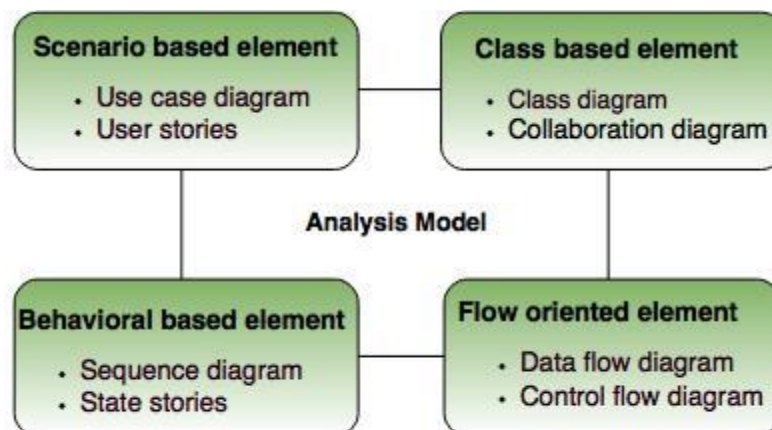 Scenario based element
• Use case diagram
• User stories
Class based element
• Class diagram
• Collaboration diagram
Analysis Model
Behavioral based element
• Sequence diagram
• State stories
Flow oriented element
• Data flow diagram
• Control flow diagram